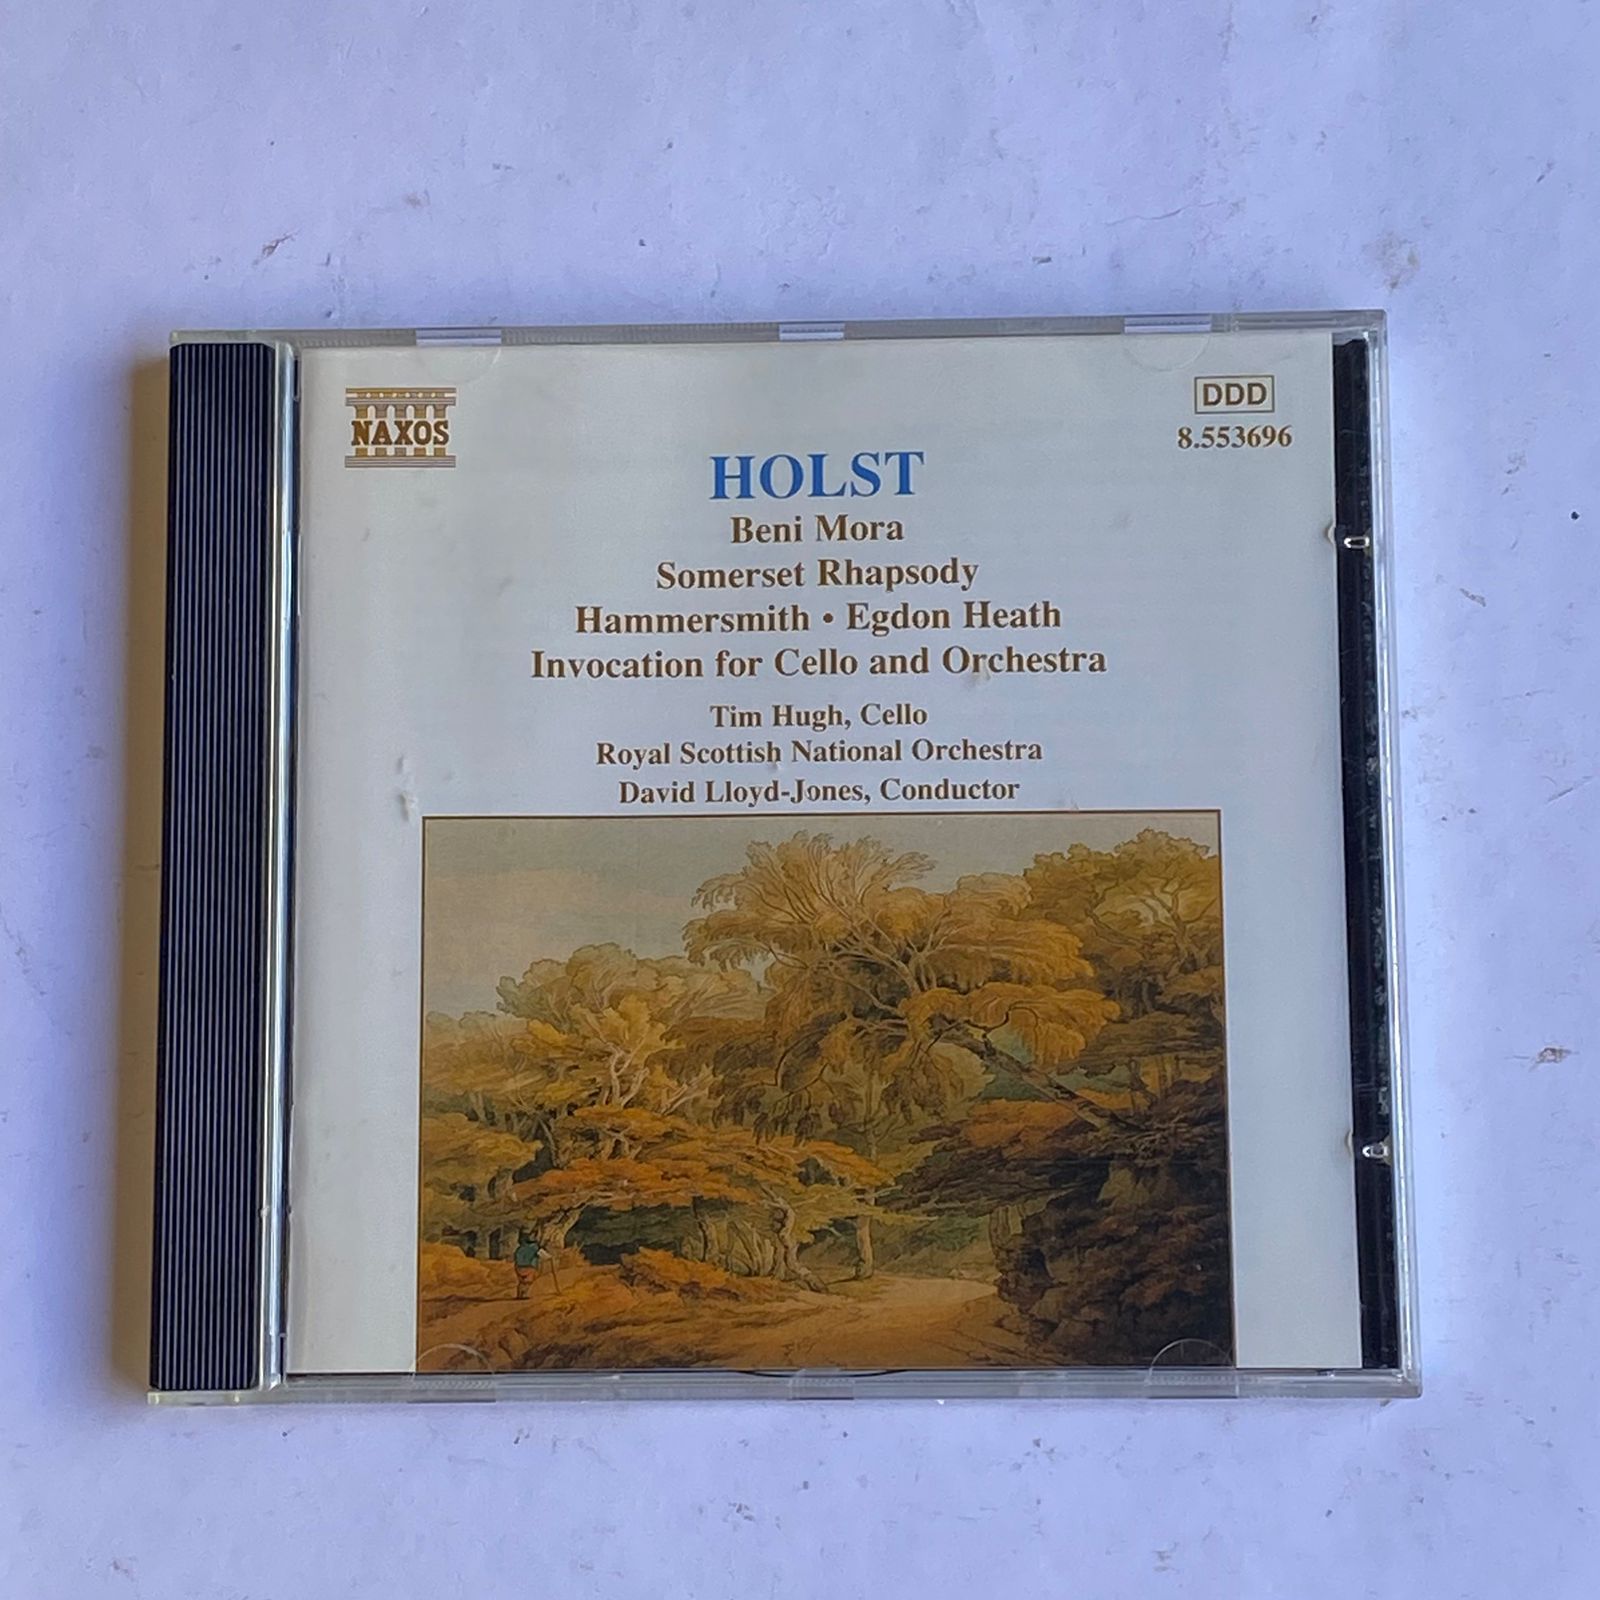 NAXOS
DDD
8.553696
HOLST
Beni Mora
Somerset Rhapsody
Hammersmith • Egdon Heath
Invocation for Cello and Orchestra
Tim Hugh, Cello
Royal Scottish National Orchestra
David Lloyd-Jones, Conductor